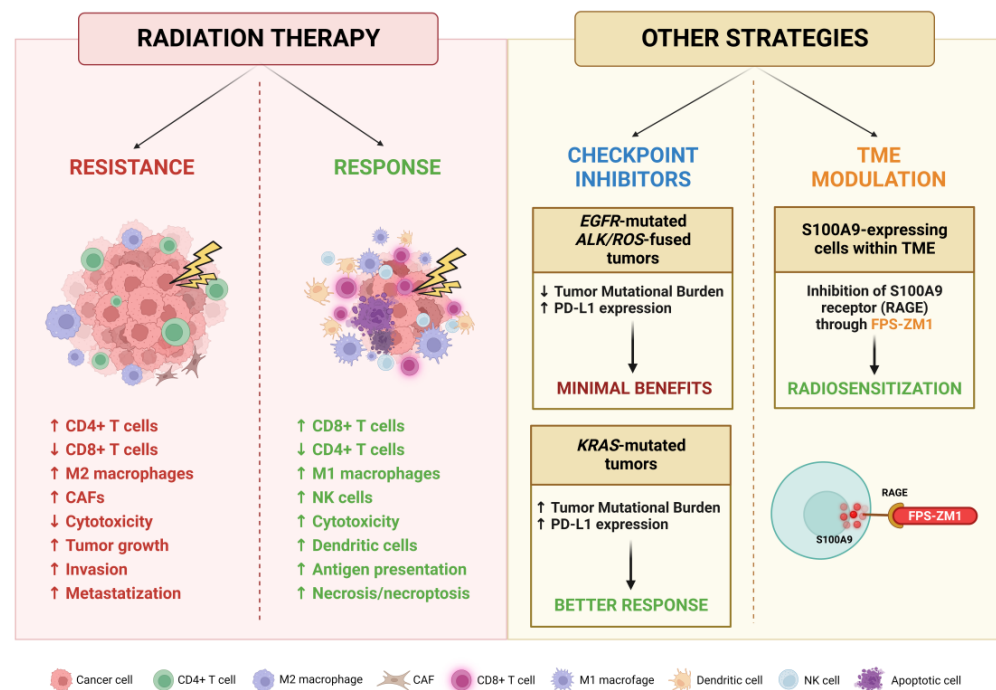 RADIATION THERAPY
RESISTANCE
↑ CD4+ T cells
↓ CD8+ T cells
↑ M2 macrophages
↑ CAFs
↓ Cytotoxicity
↑ Tumor growth
↑ Invasion
↑ Metastatization
RESPONSE
↑ CD8+ T cells
↓ CD4+ T cells
↑ M1 macrophages
↑ NK cells
↑ Cytotoxicity
↑ Dendritic cells
↑ Antigen presentation
↑ Necrosis/necroptosis
OTHER STRATEGIES
CHECKPOINT
INHIBITORS
EGFR-mutated
ALK/ROS-fused
tumors
↓ Tumor Mutational Burden
↑ PD-L1 expression
MINIMAL BENEFITS
KRAS-mutated
tumors
↑ Tumor Mutational Burden
↑ PD-L1 expression
BETTER RESPONSE
TME
MODULATION
S100A9-expressing
cells within TME
Inhibition of S100A9
receptor (RAGE)
through FPS-ZM1
RADIOSENSITIZATION
RAGE
FPS-ZM1
S100A9
Cancer cell
CD4+ T cell
M2 macrophage
CAF
CD8+ T cell
M1 macrofage
Dendritic cell
NK cell
Apoptotic cell